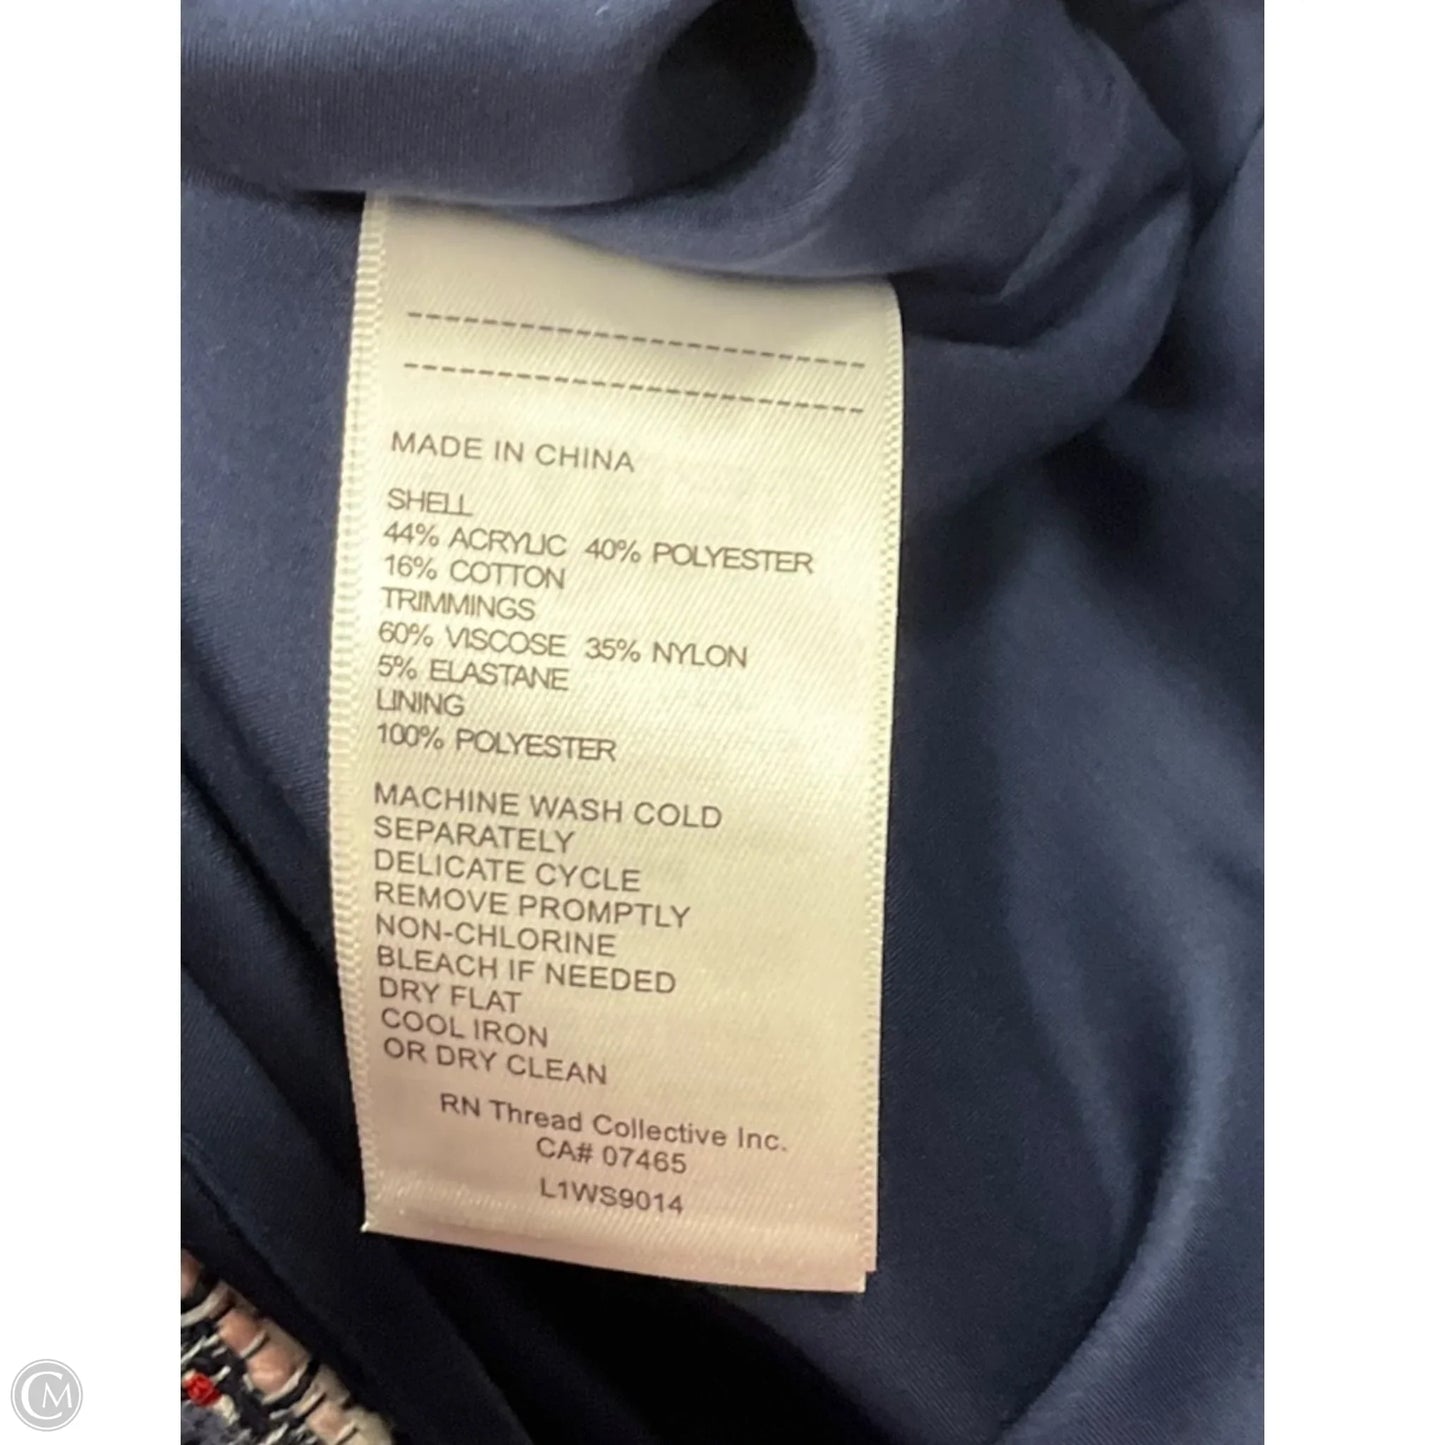 MADE IN CHINA
SHELL
44% ACRYLIC 40% POLYESTER
16% COTTON
TRIMMINGS
60% VISCOSE 35% NYLON
5% ELASTANE
LINING
100% POLYESTER
MACHINE WASH COLD
SEPARATELY
DELICATE CYCLE
REMOVE PROMPTLY
NON-CHLORINE
BLEACH IF NEEDED
DRY FLAT
COOL IRON
OR DRY CLEAN
RN Thread Collective Inc.
CA# 07465
L1WS9014
CM